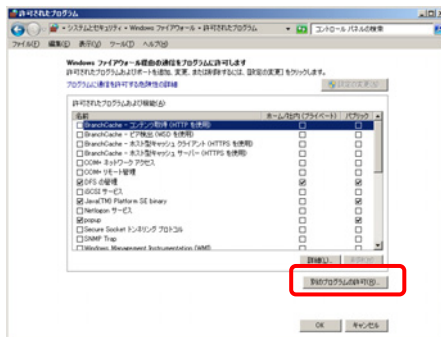 許可されたプログラム
システムとセキュリティ • Windows ファイアウォール • 許可されたプログラム
コントロール パネルの検索
ファイル(F) 編集(E) 表示(V) ツール(T) ヘルプ(H)
Windows ファイアウォール経由の通信をプログラムに許可します
許可されたプログラムおよびポートを追加、変更、または削除するには、[設定の変更] をクリックします。
プログラムに通信を許可する危険性の詳細
設定の変更(N)
許可されたプログラムおよび機能(A):
名前 ホーム/社内 (プライベート) パブリック
BranchCache - コンテンツ取得 (HTTP を使用)
BranchCache - ピア検出 (WSD を使用)
BranchCache - ホスト型キャッシュ クライアント (HTTPS を使用)
BranchCache - ホスト型キャッシュ サーバー (HTTPS を使用)
COM+ ネットワーク アクセス
COM+ リモート管理
DFS の管理
iSCSI サービス
Java(TM) Platform SE binary
Netlogon サービス
popup
Secure Socket トンネリング プロトコル
SNMP Trap
Windows Management Instrumentation (WMI)
詳細(L)... 削除(M)
別のプログラムの許可(R)...
OK キャンセル